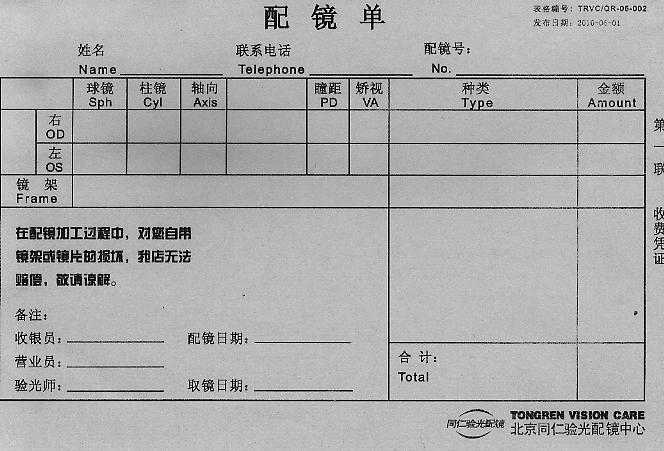 配镜单
表格编号: TRVC/QR-06-002
发布日期: 2010-06-01
姓名 联系电话 配镜号:
Name Telephone No.
球镜 柱镜 轴向 瞳距 矫视 种类 金额
Sph Cyl Axis PD VA Type Amount
右
OD
左
OS
镜 架
Frame
第一联 收费凭证
在配镜加工过程中，对您自带
镜架或镜片的损坏，我店无法
赔偿，敬请谅解。
备注:
收银员: 配镜日期:
营业员:
验光师: 取镜日期:
合 计:
Total
同仁验光配镜
TONGREN VISION CARE
北京同仁验光配镜中心